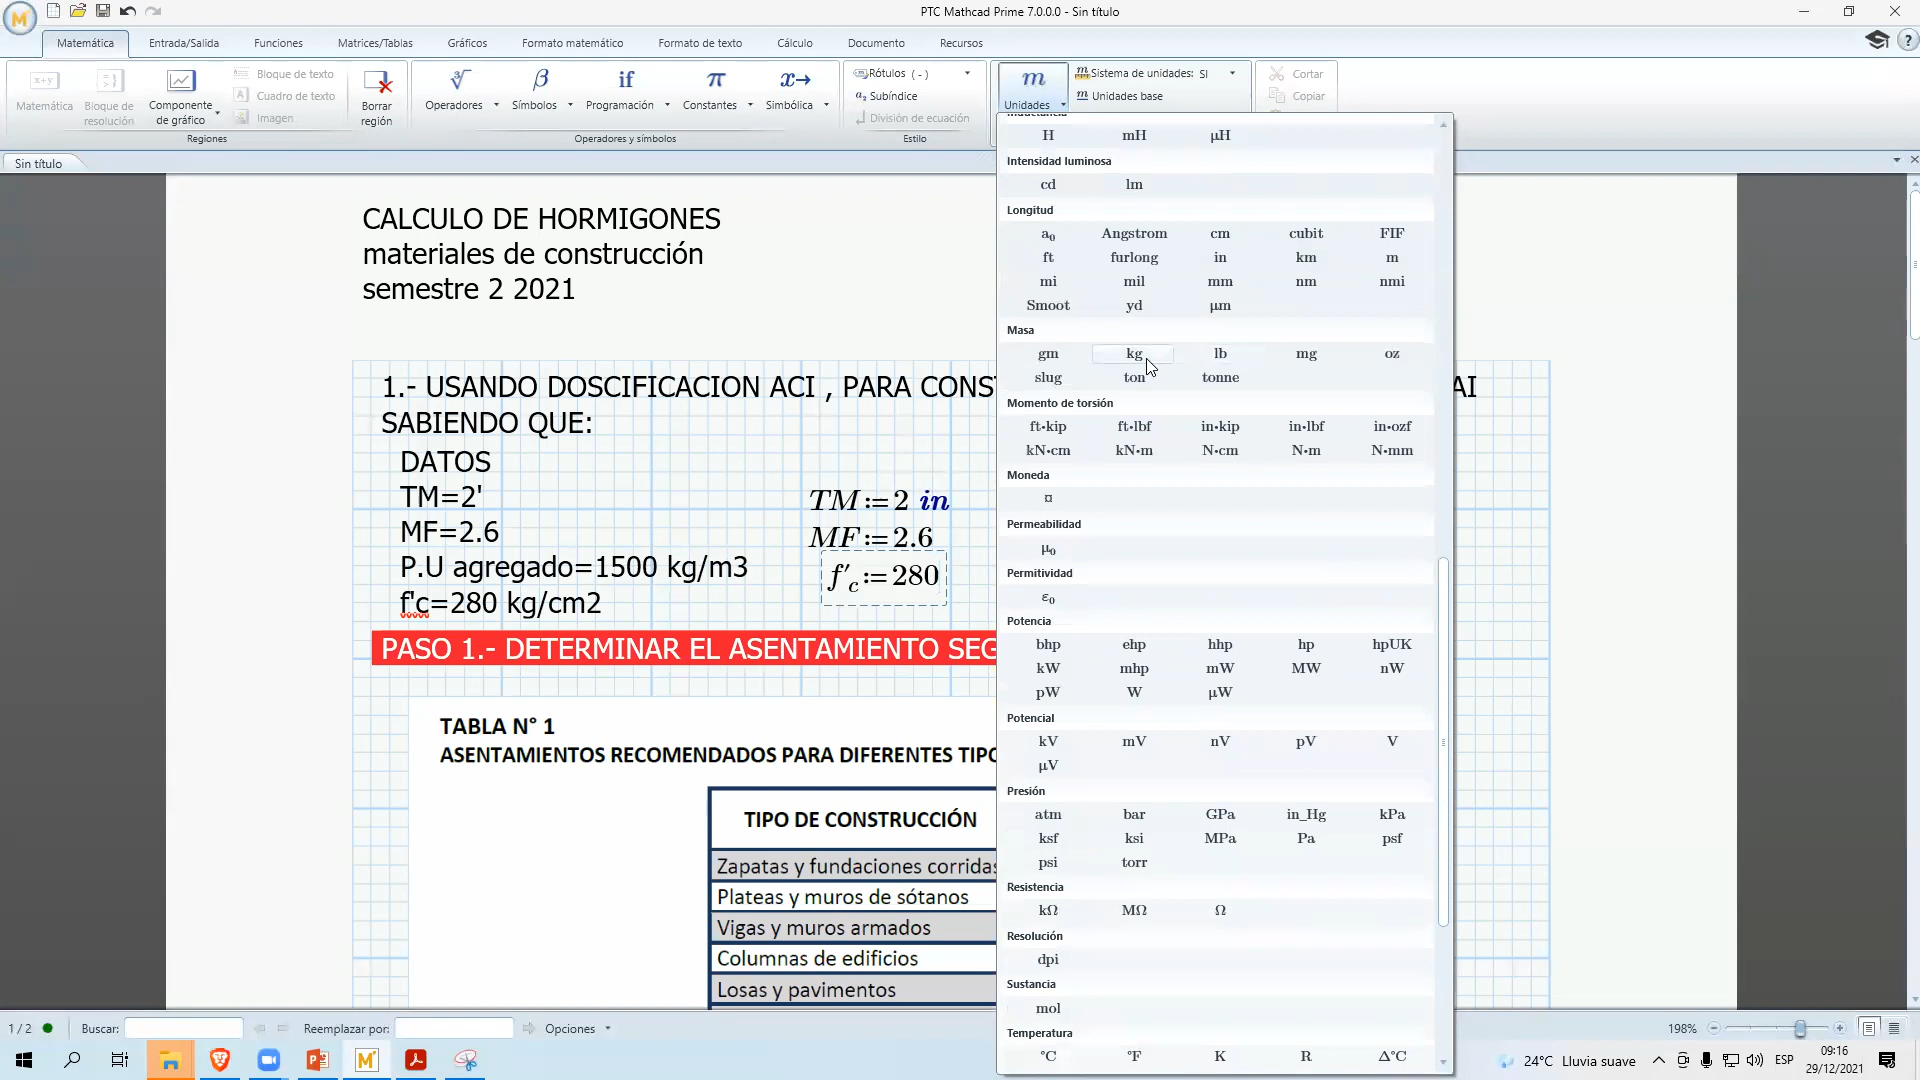 PTC Mathcad Prime 7.0.0.0 - Sin título
Matemática Entrada/Salida Funciones Matrices/Tablas Gráficos Formato matemático Formato de texto Cálculo Documento Recursos
Matemática
Bloque de resolución
Componente de gráfico
Bloque de texto
Cuadro de texto
Imagen
Borrar región
Operadores
Símbolos
Programación
Constantes
Simbólica
Rótulos ( - )
Subíndice
División de ecuación
Unidades
Sistema de unidades: SI
Unidades base
Cortar
Copiar
Regiones
Operadores y símbolos
Estilo
Sin título
CALCULO DE HORMIGONES
materiales de construcción
semestre 2 2021
1.- USANDO DOSCIFICACION ACI , PARA CONS
SABIENDO QUE:
DATOS
TM=2'
MF=2.6
P.U agregado=1500 kg/m3
f'c=280 kg/cm2
TM:=2 in
MF:=2.6
f'c:=280
PASO 1.- DETERMINAR EL ASENTAMIENTO SEG
TABLA N° 1
ASENTAMIENTOS RECOMENDADOS PARA DIFERENTES TIPO
TIPO DE CONSTRUCCIÓN
Zapatas y fundaciones corridas
Plateas y muros de sótanos
Vigas y muros armados
Columnas de edificios
Losas y pavimentos
H mH μH
Intensidad luminosa
cd lm
Longitud
a₀ Angstrom cm cubit FIF
ft furlong in km m
mi mil mm nm nmi
Smoot yd μm
Masa
gm kg lb mg oz
slug ton tonne
Momento de torsión
ft•kip ft•lbf in•kip in•lbf in•ozf
kN•cm kN•m N•cm N•m N•mm
Moneda
¤
Permeabilidad
μ₀
Permitividad
ε₀
Potencia
bhp ehp hhp hp hpUK
kW mhp mW MW nW
pW W μW
Potencial
kV mV nV pV V
μV
Presión
atm bar GPa in_Hg kPa
ksf ksi MPa Pa psf
psi torr
Resistencia
kΩ MΩ Ω
Resolución
dpi
Sustancia
mol
Temperatura
°C °F K R Δ°C
1 / 2 Buscar: Reemplazar por: Opciones 198%
24°C Lluvia suave ESP 09:16
29/12/2021